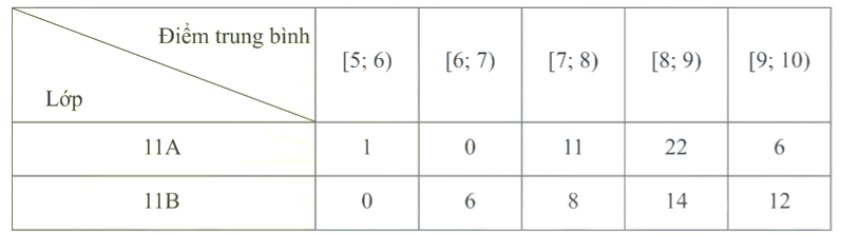 Điểm trung bình
Lớp
[5; 6) [6; 7) [7; 8) [8; 9) [9; 10)
11A 1 0 11 22 6
11B 0 6 8 14 12